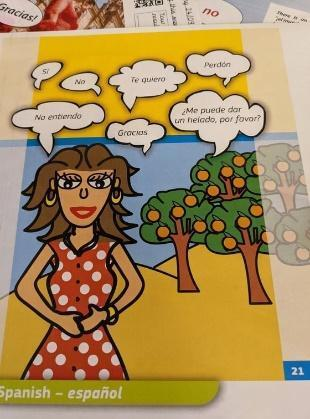 Gracias!
no
Sí
No
Te quiero
Perdón
No entiendo
Gracias
¿Me puede dar
un helado, por favor?
21
Spanish – español